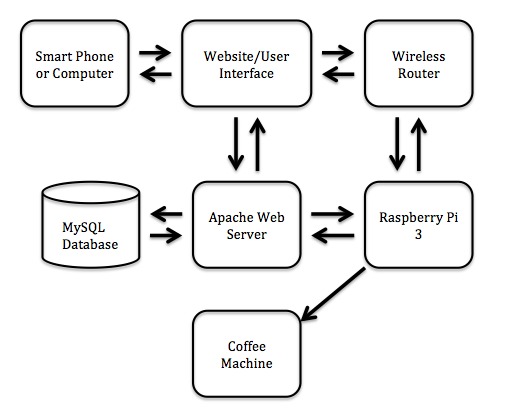 Smart Phone
or Computer
Website/User
Interface
Wireless
Router
MySQL
Database
Apache Web
Server
Raspberry Pi
3
Coffee
Machine